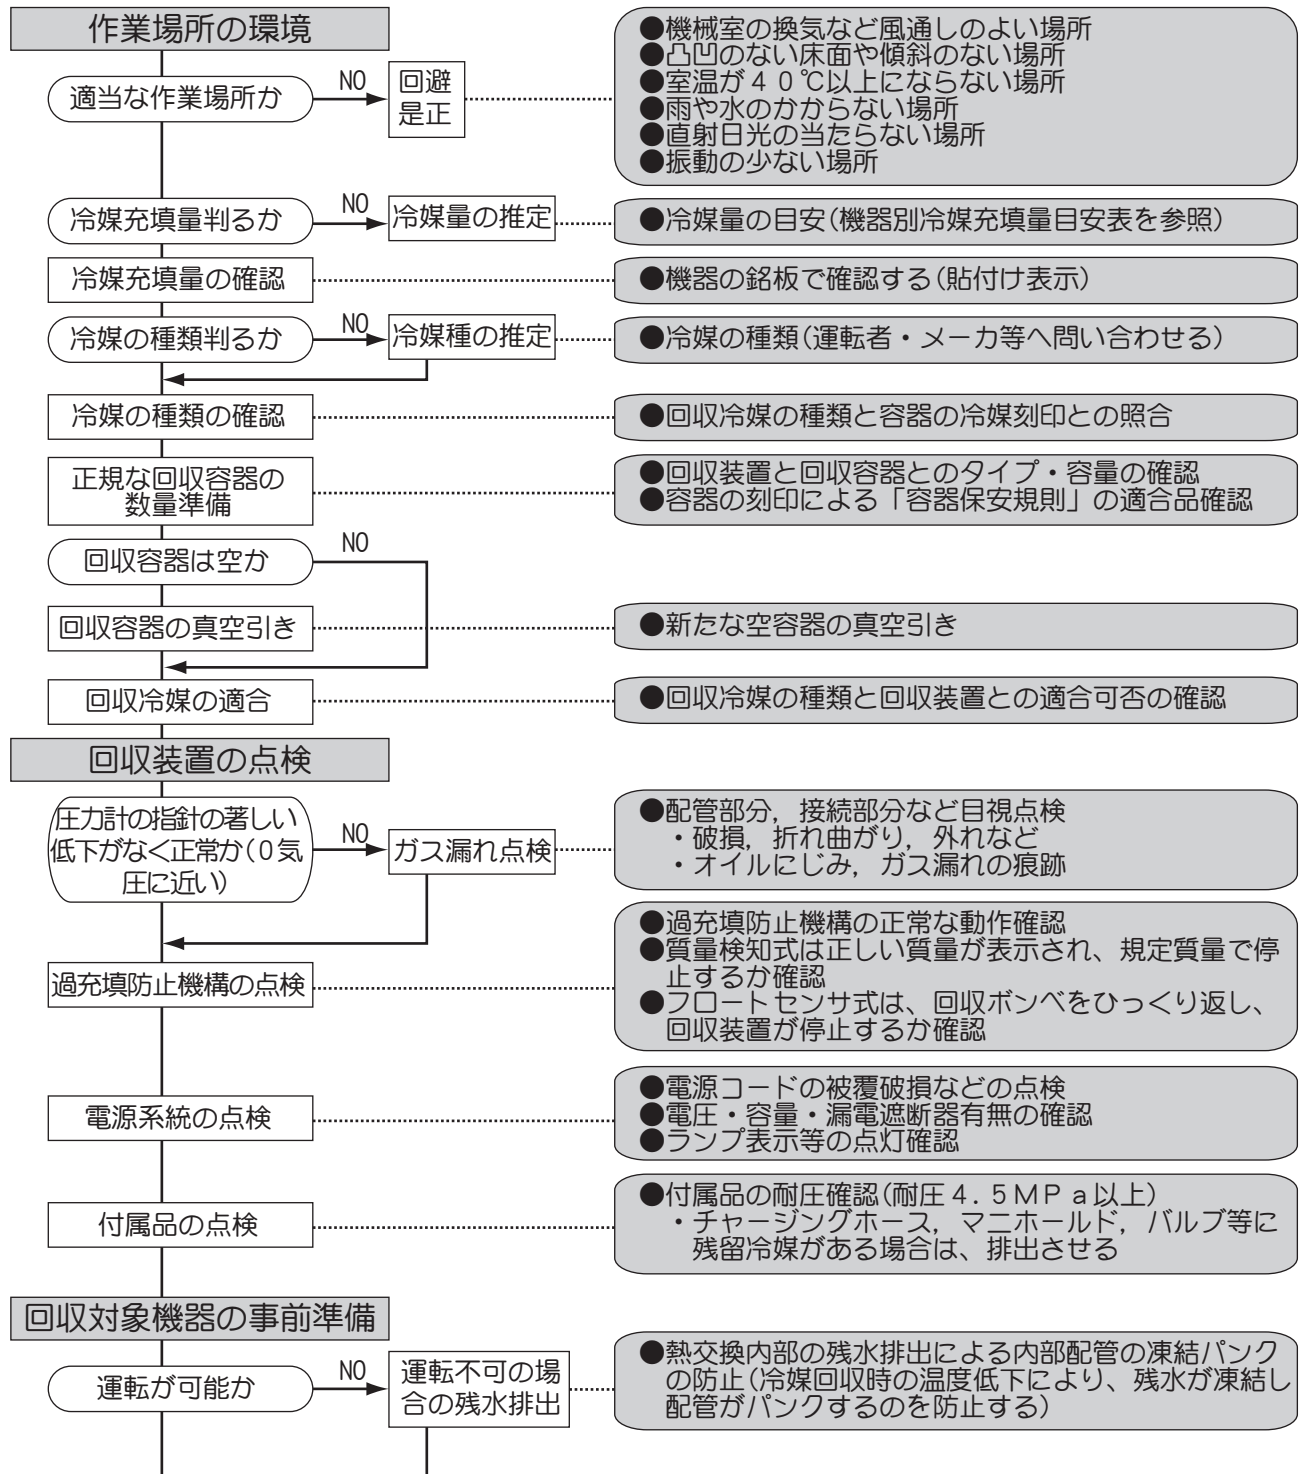 作業場所の環境
適当な作業場所か
NO
回避
是正
●機械室の換気など風通しのよい場所
●凸凹のない床面や傾斜のない場所
●室温が４０℃以上にならない場所
●雨や水のかからない場所
●直射日光の当たらない場所
●振動の少ない場所
冷媒充填量判るか
NO
冷媒量の推定
●冷媒量の目安(機器別冷媒充填量目安表を参照)
冷媒充填量の確認
●機器の銘板で確認する(貼付け表示)
冷媒の種類判るか
NO
冷媒種の推定
●冷媒の種類(運転者・メーカ等へ問い合わせる)
冷媒の種類の確認
●回収冷媒の種類と容器の冷媒刻印との照合
正規な回収容器の
数量準備
●回収装置と回収容器とのタイプ・容量の確認
●容器の刻印による「容器保安規則」の適合品確認
回収容器は空か
NO
回収容器の真空引き
●新たな空容器の真空引き
回収冷媒の適合
●回収冷媒の種類と回収装置との適合可否の確認
回収装置の点検
圧力計の指針の著しい
低下がなく正常か(０気
圧に近い)
NO
ガス漏れ点検
●配管部分，接続部分など目視点検
・破損，折れ曲がり，外れなど
・オイルにじみ，ガス漏れの痕跡
過充填防止機構の点検
●過充填防止機構の正常な動作確認
●質量検知式は正しい質量が表示され、規定質量で停
止するか確認
●フロートセンサ式は、回収ボンベをひっくり返し、
回収装置が停止するか確認
電源系統の点検
●電源コードの被覆破損などの点検
●電圧・容量・漏電遮断器有無の確認
●ランプ表示等の点灯確認
付属品の点検
●付属品の耐圧確認(耐圧４．５ＭＰａ以上)
・チャージングホース，マニホールド，バルブ等に
残留冷媒がある場合は、排出させる
回収対象機器の事前準備
運転が可能か
NO
運転不可の場
合の残水排出
●熱交換内部の残水排出による内部配管の凍結パンク
の防止(冷媒回収時の温度低下により、残水が凍結し
配管がパンクするのを防止する)